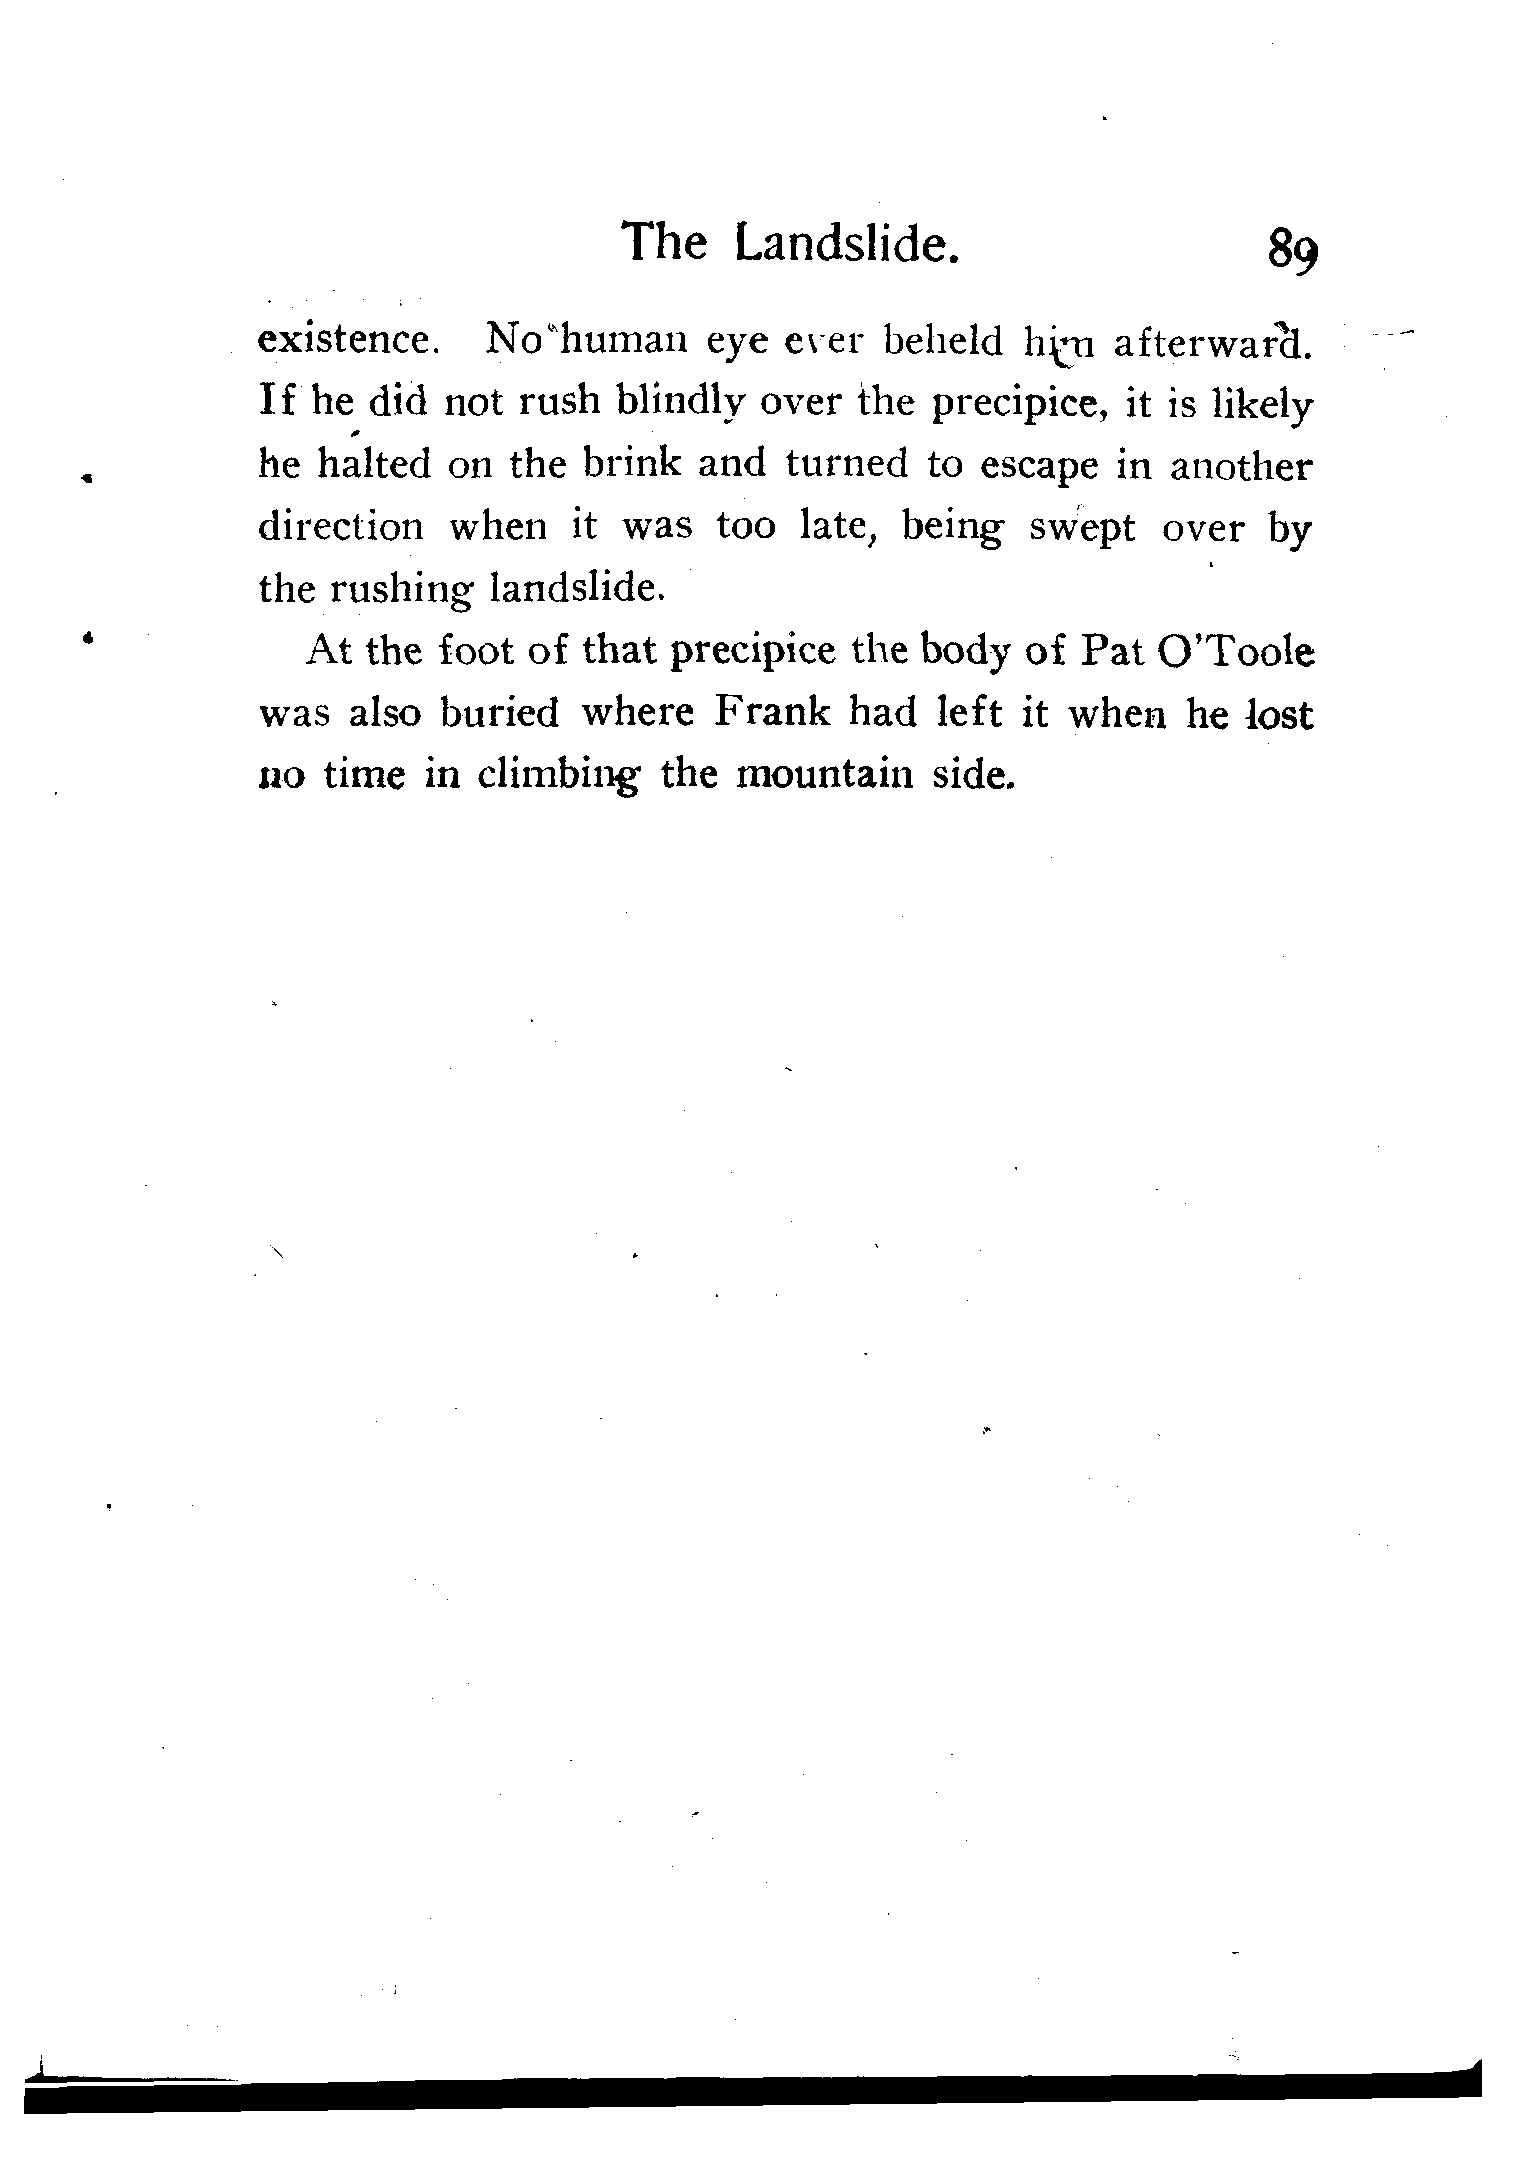 The Landslide. 89
existence. No human eye ever beheld him afterward.
If he did not rush blindly over the precipice, it is likely
he halted on the brink and turned to escape in another
direction when it was too late, being swept over by
the rushing landslide.
At the foot of that precipice the body of Pat O'Toole
was also buried where Frank had left it when he lost
no time in climbing the mountain side.